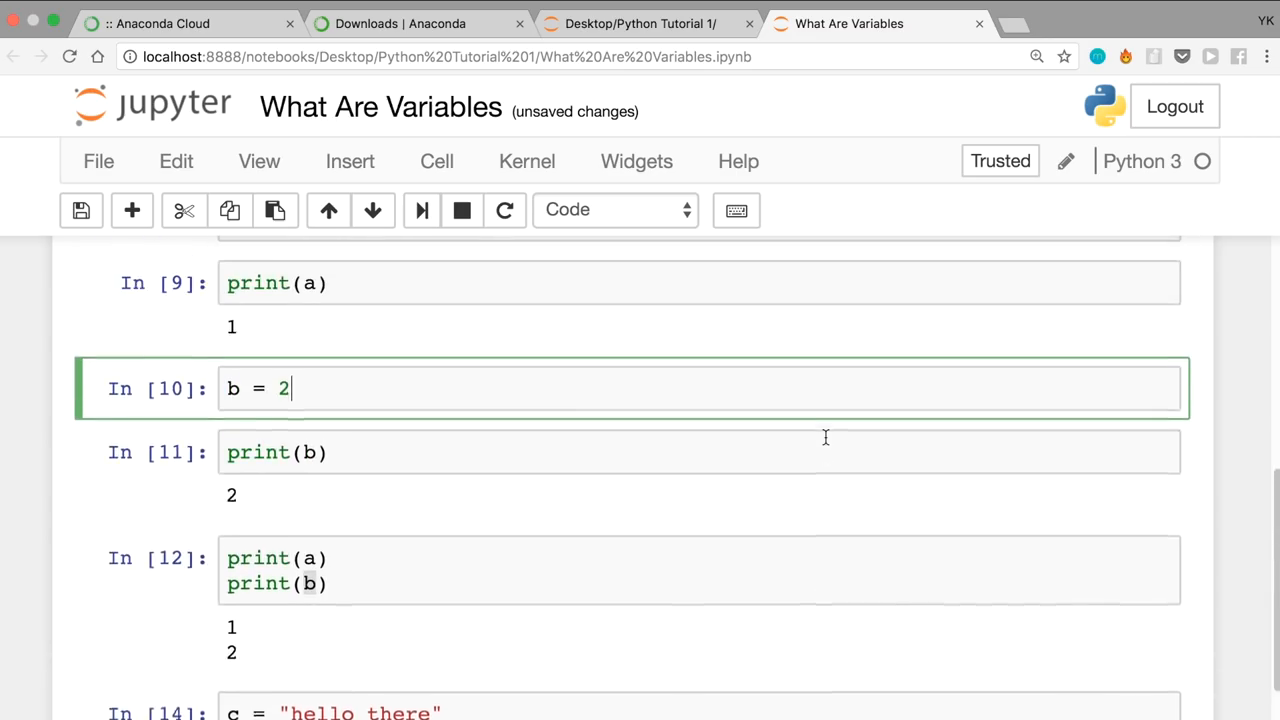 :: Anaconda Cloud
Downloads | Anaconda
Desktop/Python Tutorial 1/
What Are Variables
YK
localhost:8888/notebooks/Desktop/Python%20Tutorial%201/What%20Are%20Variables.ipynb
jupyter
What Are Variables (unsaved changes)
Logout
File Edit View Insert Cell Kernel Widgets Help
Trusted
Python 3
Code
In [9]: print(a)
1
In [10]: b = 2
In [11]: print(b)
2
In [12]: print(a)
print(b)
1
2
In [14]: c = "hello there"